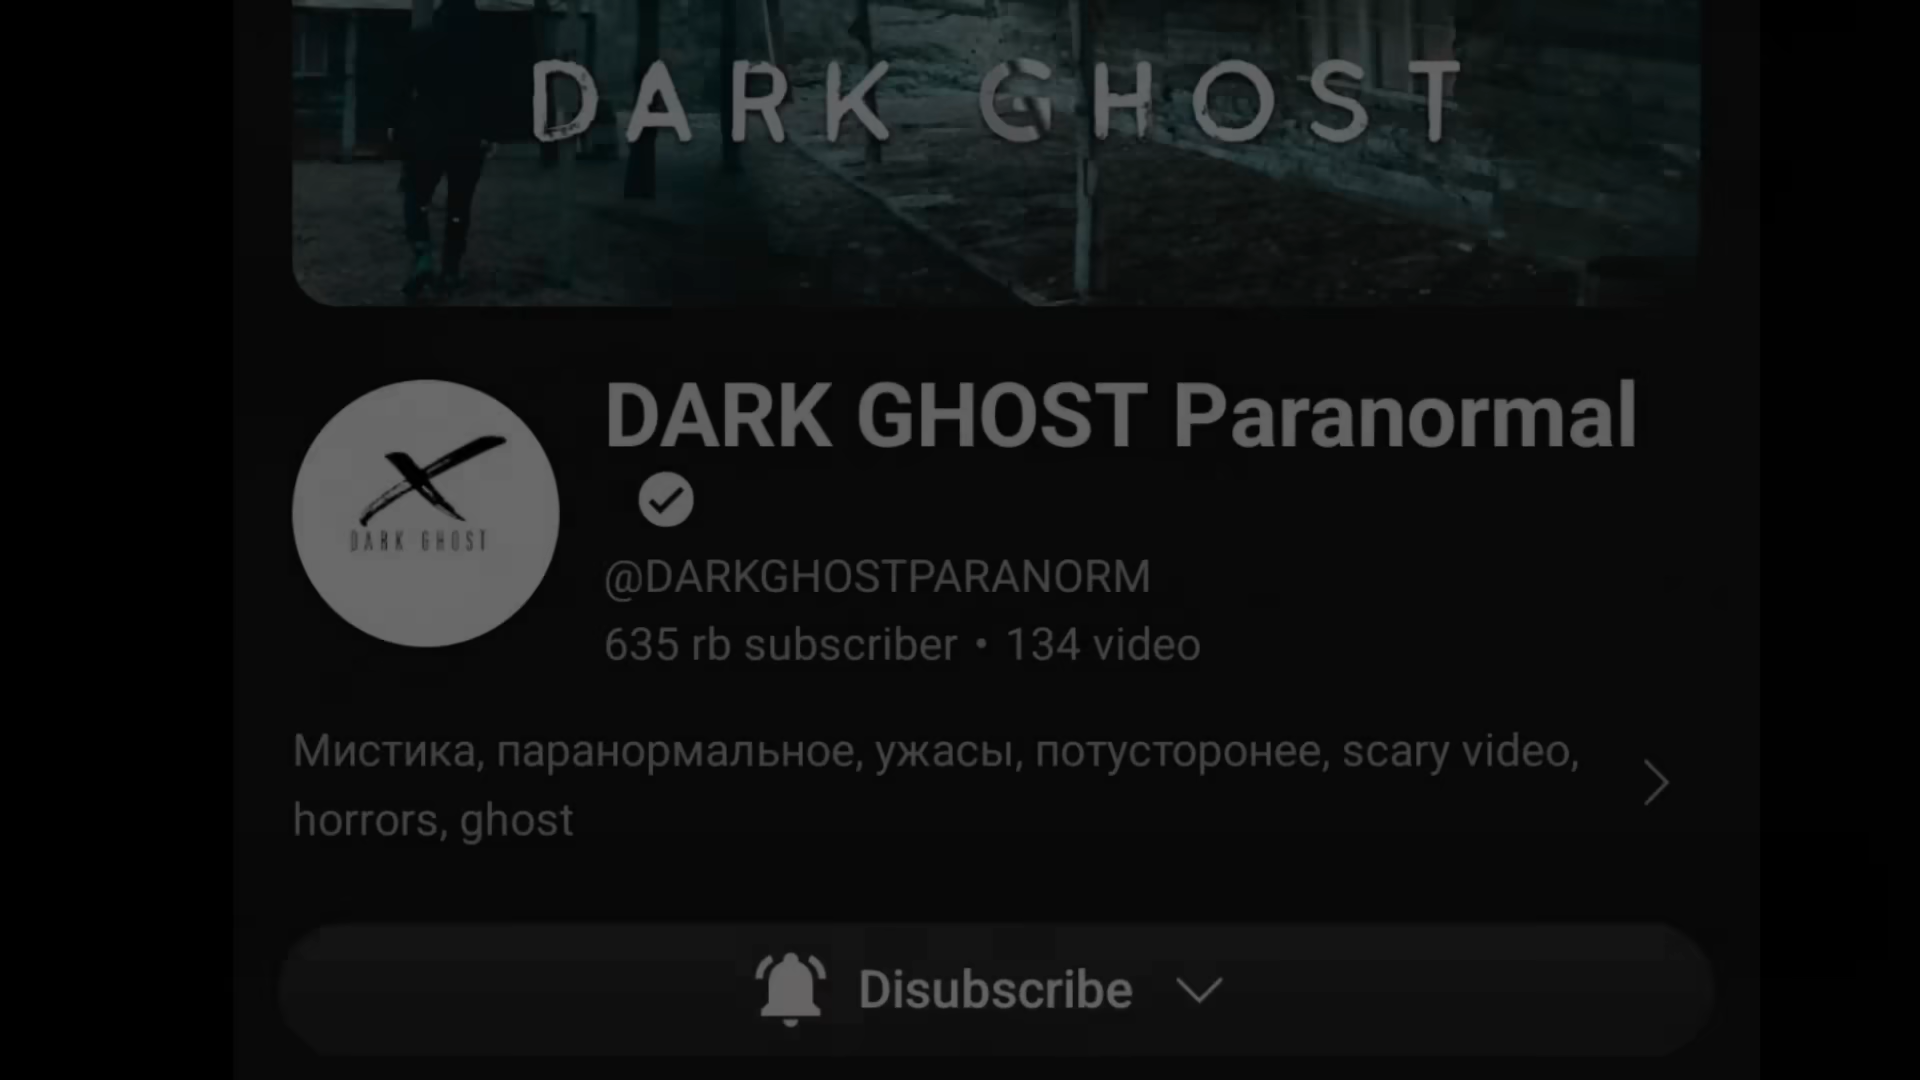 DARK GHOST
DARK GHOST Paranormal
DARK GHOST
@DARKGHOSTPARANORM
635 rb subscriber • 134 video
Мистика, паранормальное, ужасы, потусторонее, scary video,
horrors, ghost
Disubscribe